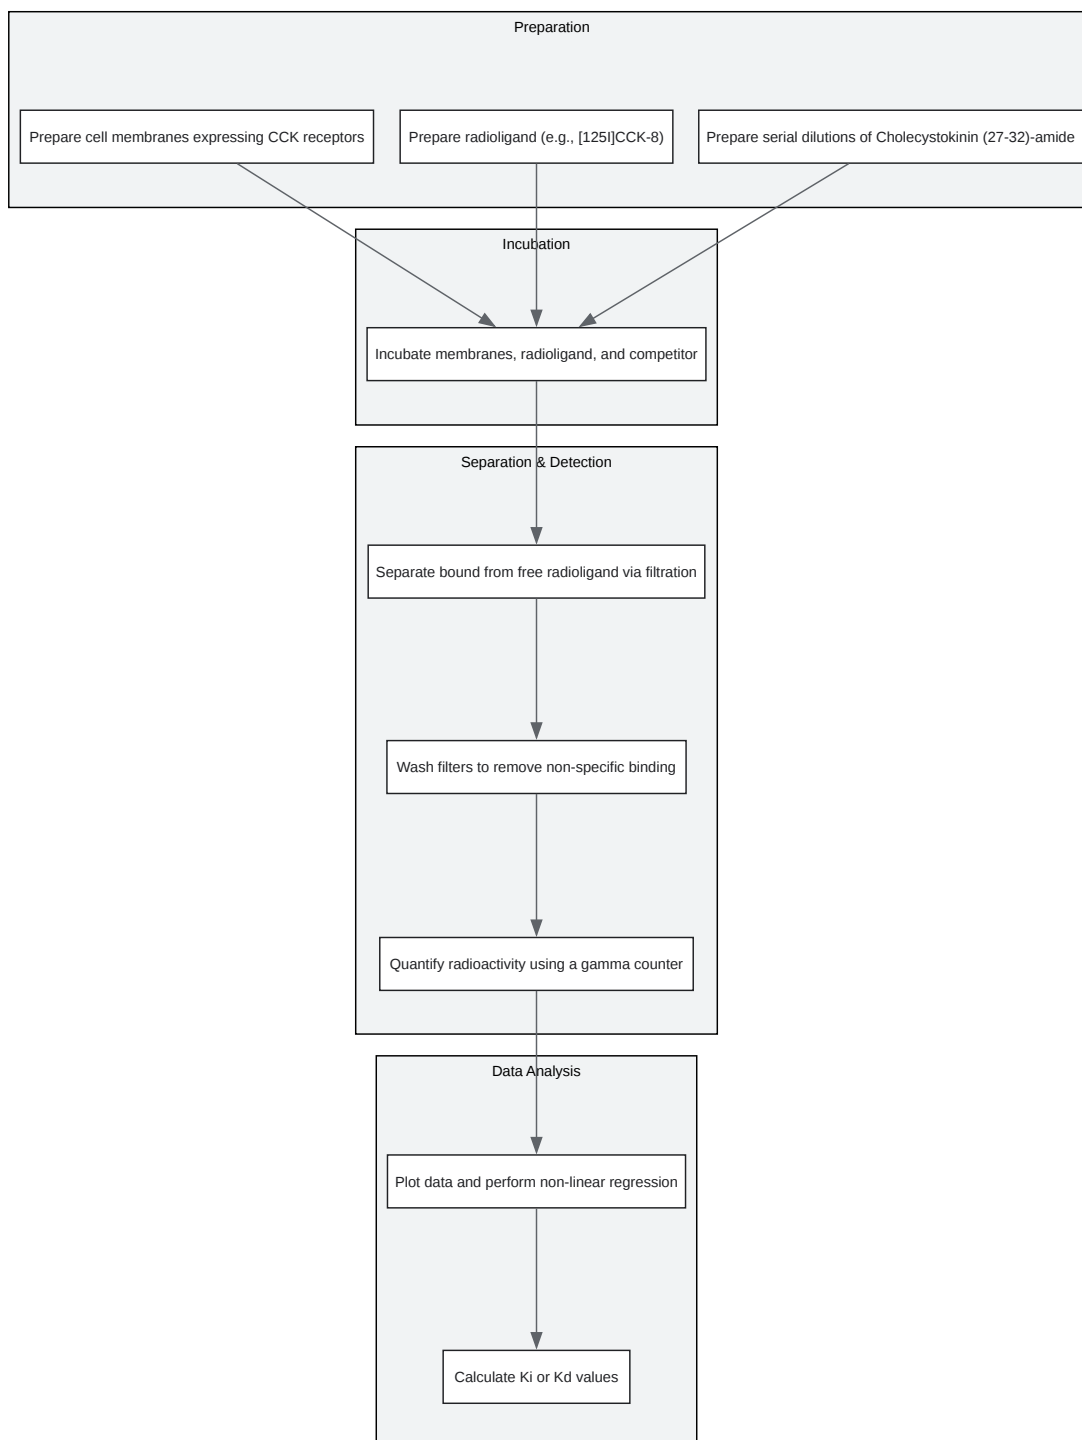 Preparation
Prepare cell membranes expressing CCK receptors
Prepare radioligand (e.g., [125I]CCK-8)
Prepare serial dilutions of Cholecystokinin (27-32)-amide
Incubation
Incubate membranes, radioligand, and competitor
Separation & Detection
Separate bound from free radioligand via filtration
Wash filters to remove non-specific binding
Quantify radioactivity using a gamma counter
Data Analysis
Plot data and perform non-linear regression
Calculate Ki or Kd values